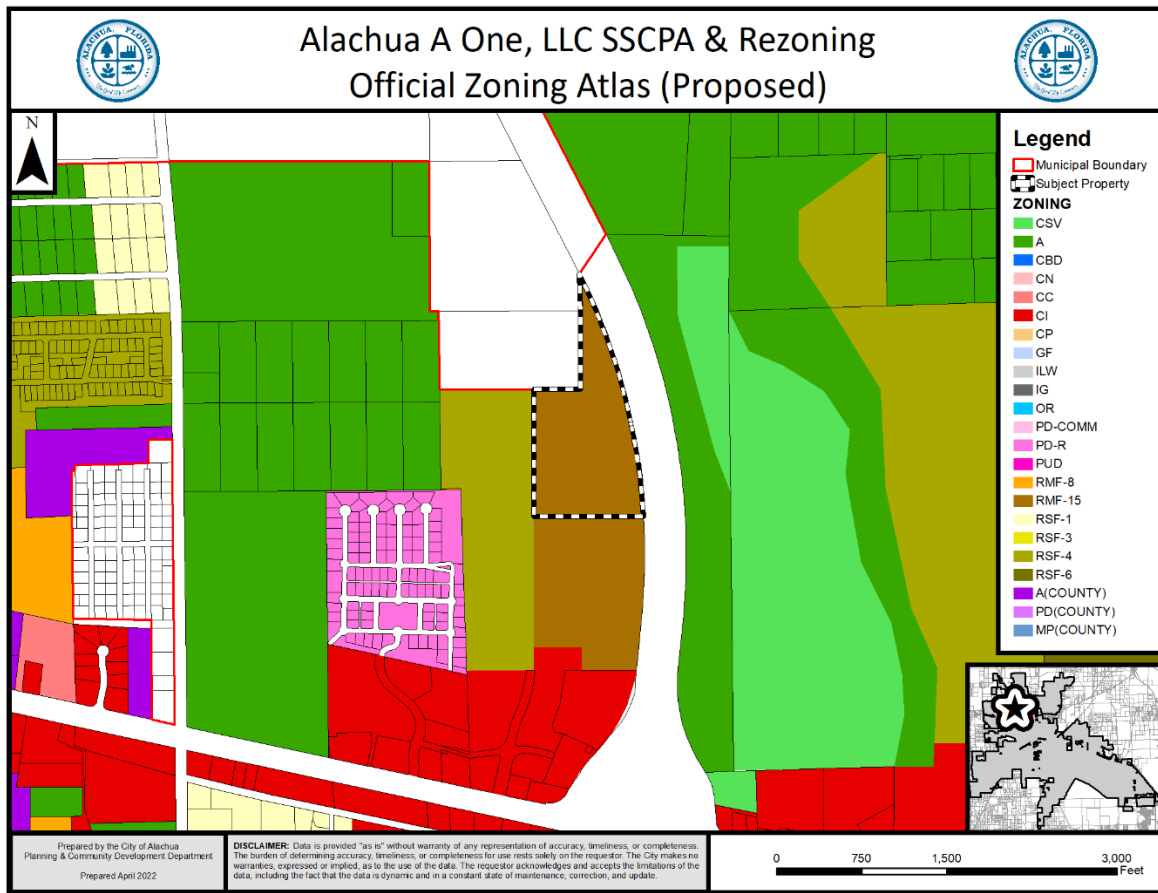 Alachua A One, LLC SSCPA & Rezoning
Official Zoning Atlas (Proposed)
ALACHUA, FLORIDA
ALACHUA, FLORIDA
N
Legend
Municipal Boundary
Subject Property
ZONING
CSV
A
CBD
CN
CC
CI
CP
GF
ILW
IG
OR
PD-COMM
PD-R
PUD
RMF-8
RMF-15
RSF-1
RSF-3
RSF-4
RSF-6
A(COUNTY)
PD(COUNTY)
MP(COUNTY)
Prepared by the City of Alachua
Planning & Community Development Department
Prepared April 2022
DISCLAIMER: Data is provided "as is" without warranty of any representation of accuracy, timeliness, or completeness.
The burden of determining accuracy, timeliness, or completeness for use rests solely on the requestor. The City makes no
warranties, expressed or implied, as to the use of the data. The requestor acknowledges and accepts the limitations of the
data, including the fact that the data is dynamic and in a constant state of maintenance, correction, and update.
0 750 1,500 3,000
Feet